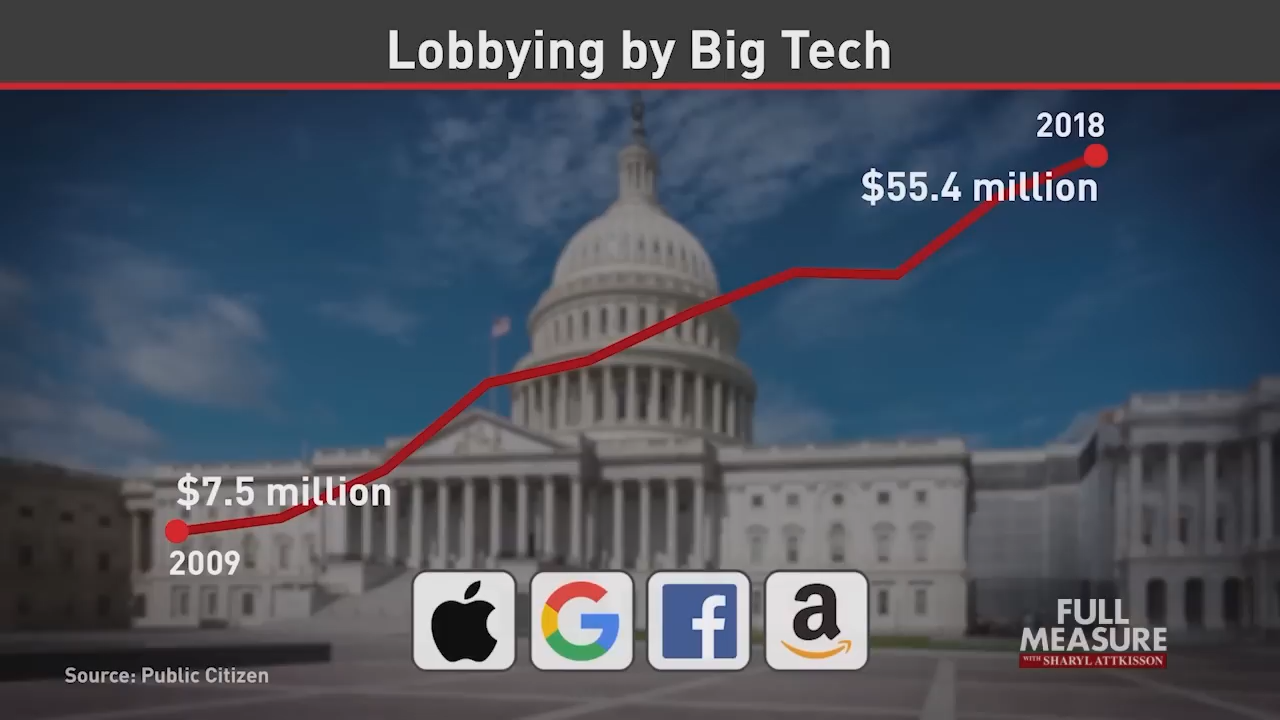 Lobbying by Big Tech
2018
$55.4 million
$7.5 million
2009
Source: Public Citizen
FULL
MEASURE
WITH SHARYL ATTKISSON